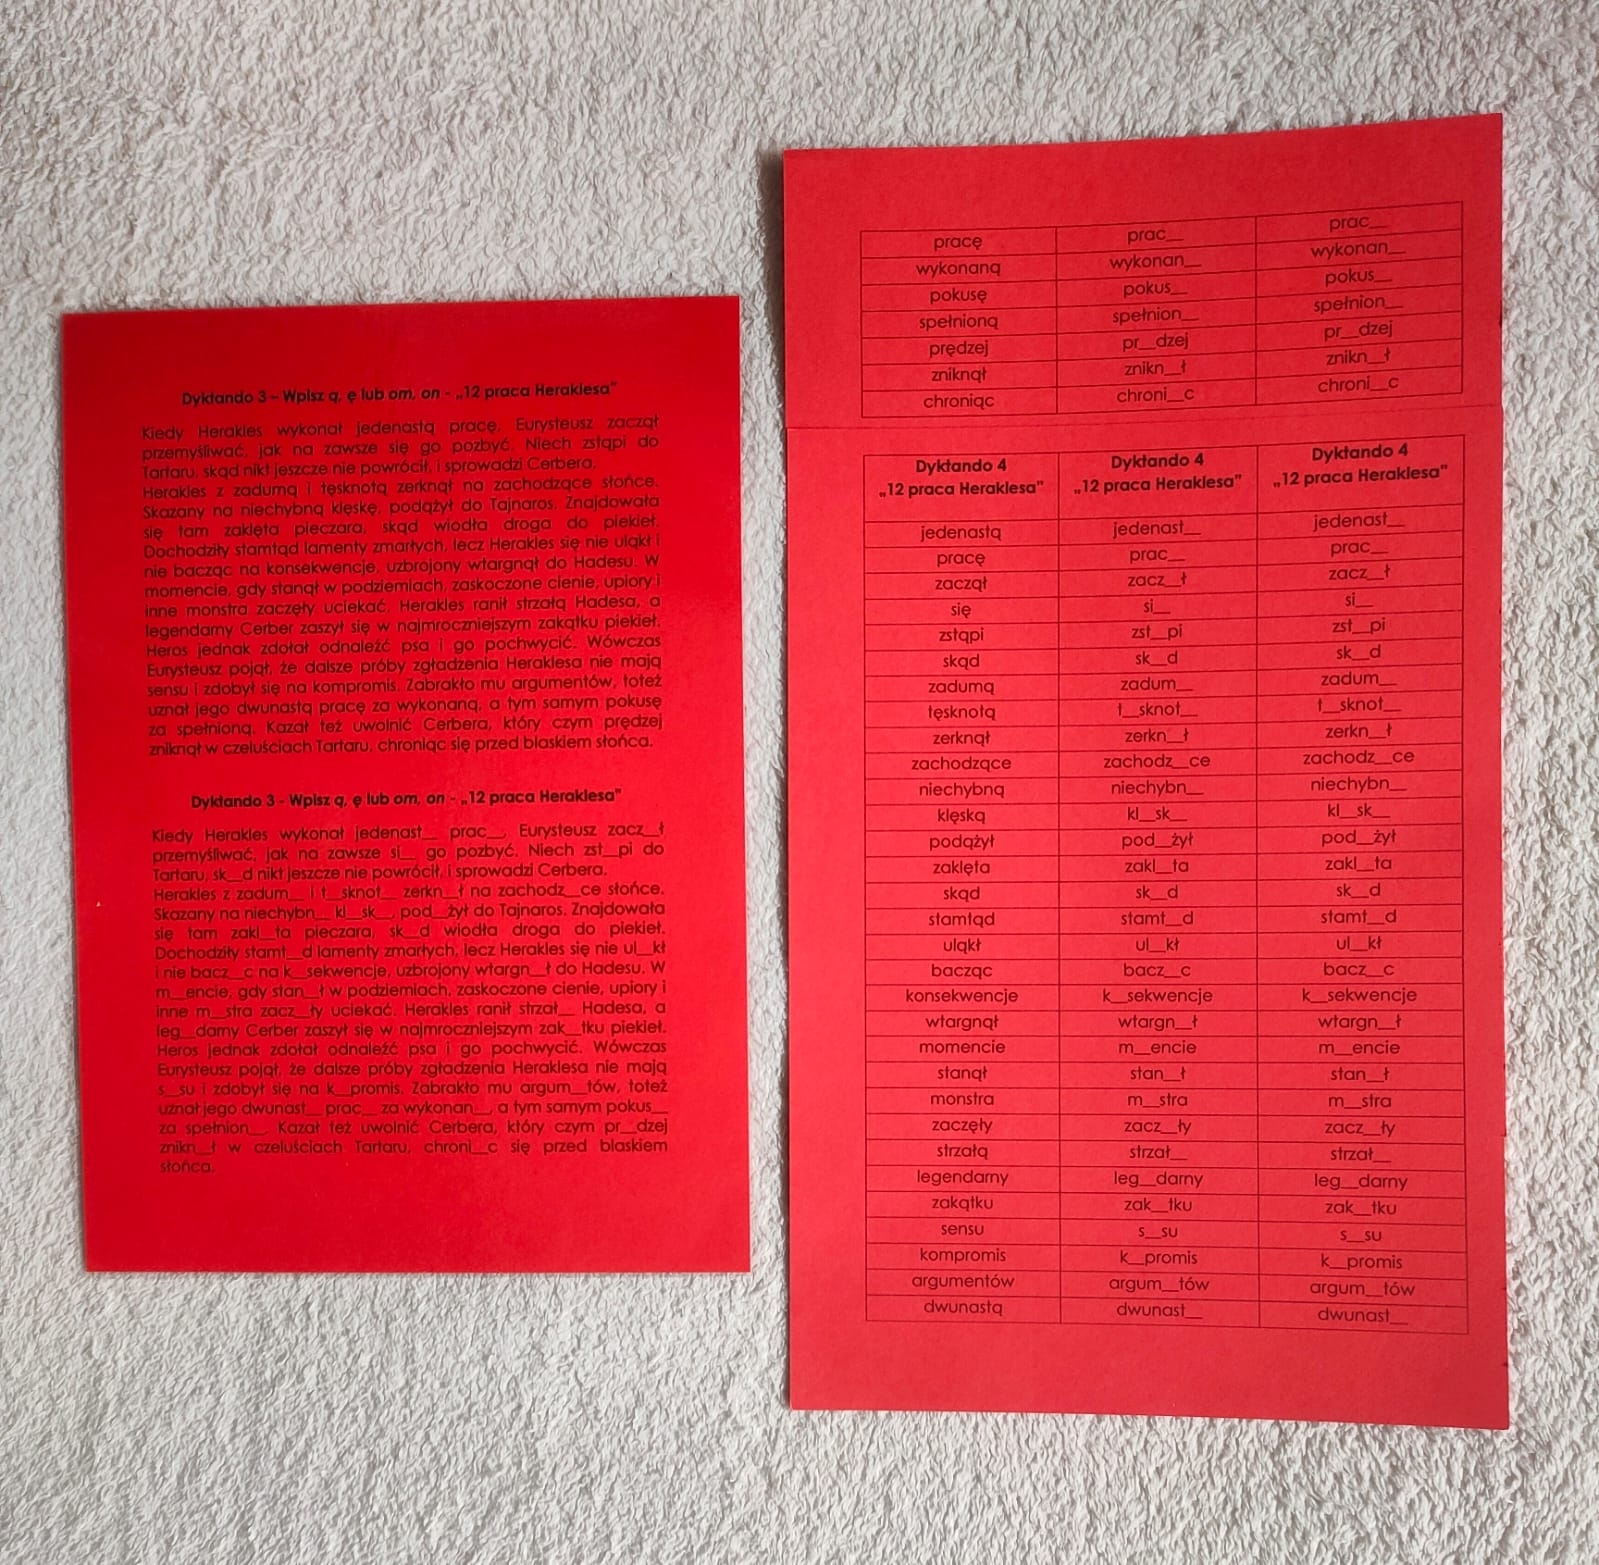 Dyktando 3 – Wpisz ą, ę lub om, on - „12 praca Heraklesa"
Kiedy Herakles wykonał jedenastą pracę, Eurysteusz zaczął
przemyśliwać, jak na zawsze się go pozbyć. Niech zstąpi do
Tartaru, skąd nikt jeszcze nie powrócił, i sprowadzi Cerbera.
Herakles z zadumą i tęsknotą zerknął na zachodzące słońce.
Skazany na niechybną klęskę, podążył do Tajnaros. Znajdowała
się tam zaklęta pieczara, skąd wiodła droga do piekieł.
Dochodziły stamtąd lamenty zmarłych, lecz Herakles się nie uląkł i
nie bacząc na konsekwencje, uzbrojony wtargnął do Hadesu. W
momencie, gdy stanął w podziemiach, zaskoczone cienie, upiory i
inne monstra zaczęły uciekać. Herakles ranił strzałą Hadesa, a
legendarny Cerber zaszył się w najmroczniejszym zakątku piekieł.
Heros jednak zdołał odnaleźć psa i go pochwycić. Wówczas
Eurysteusz pojął, że dalsze próby zgładzenia Heraklesa nie mają
sensu i zdobył się na kompromis. Zabrakło mu argumentów, toteż
uznał jego dwunastą pracę za wykonaną, a tym samym pokusę
za spełnioną. Kazał też uwolnić Cerbera, który czym prędzej
zniknął w czeluściach Tartaru, chroniąc się przed blaskiem słońca.
Dyktando 3 - Wpisz ą, ę lub om, on - „12 praca Heraklesa"
Kiedy Herakles wykonał jedenast__ prac__, Eurysteusz zacz__ł
przemyśliwać, jak na zawsze si__ go pozbyć. Niech zst__pi do
Tartaru, sk__d nikt jeszcze nie powrócił, i sprowadzi Cerbera.
Herakles z zadum__ i t__sknot__ zerkn__ł na zachodz__ce słońce.
Skazany na niechybn__ kl__sk__, pod__żył do Tajnaros. Znajdowała
się tam zakl__ta pieczara, sk__d wiodła droga do piekieł.
Dochodziły stamt__d lamenty zmarłych, lecz Herakles się nie ul__kł
i nie bacz__c na k__sekwencje, uzbrojony wtargn__ł do Hadesu. W
m__encie, gdy stan__ł w podziemiach, zaskoczone cienie, upiory i
inne m__stra zacz__ły uciekać. Herakles ranił strzał__ Hadesa, a
leg__darny Cerber zaszył się w najmroczniejszym zak__tku piekieł.
Heros jednak zdołał odnaleźć psa i go pochwycić. Wówczas
Eurysteusz pojął, że dalsze próby zgładzenia Heraklesa nie mają
s__su i zdobył się na k__promis. Zabrakło mu argum__tów, toteż
uznał jego dwunast__ prac__ za wykonan__, a tym samym pokus__
za spełnion__. Kazał też uwolnić Cerbera, który czym pr__dzej
znikn__ł w czeluściach Tartaru, chroni__c się przed blaskiem
słońca.
pracę prac__ prac__
wykonaną wykonan__ wykonan__
pokusę pokus__ pokus__
spełnioną spełnion__ spełnion__
prędzej pr__dzej pr__dzej
zniknął znikn__ł znikn__ł
chroniąc chroni__c chroni__c
Dyktando 4 Dyktando 4 Dyktando 4
„12 praca Heraklesa" „12 praca Heraklesa" „12 praca Heraklesa"
jedenastą jedenast__ jedenast__
pracę prac__ prac__
zaczął zacz__ł zacz__ł
się si__ si__
zstąpi zst__pi zst__pi
skąd sk__d sk__d
zadumą zadum__ zadum__
tęsknotą t__sknot__ t__sknot__
zerknął zerkn__ł zerkn__ł
zachodzące zachodz__ce zachodz__ce
niechybną niechybn__ niechybn__
klęską kl__sk__ kl__sk__
podążył pod__żył pod__żył
zaklęta zakl__ta zakl__ta
skąd sk__d sk__d
stamtąd stamt__d stamt__d
uląkł ul__kł ul__kł
bacząc bacz__c bacz__c
konsekwencje k__sekwencje k__sekwencje
wtargnął wtargn__ł wtargn__ł
momencie m__encie m__encie
stanął stan__ł stan__ł
monstra m__stra m__stra
zaczęły zacz__ły zacz__ły
strzałą strzał__ strzał__
legendarny leg__darny leg__darny
zakątku zak__tku zak__tku
sensu s__su s__su
kompromis k__promis k__promis
argumentów argum__tów argum__tów
dwunastą dwunast__ dwunast__